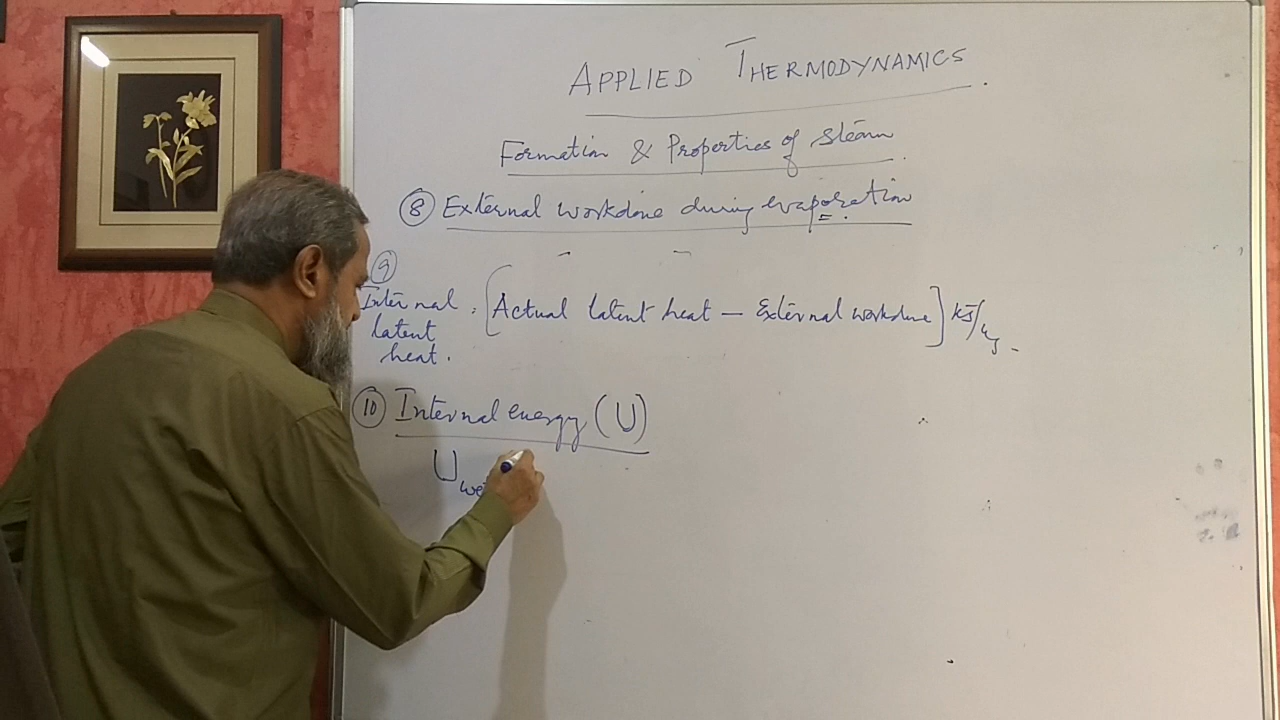 APPLIED THERMODYNAMICS.
Formation & Properties of steam.
⑧ External workdone during evaporation.
⑨
Internal : [Actual latent heat — External workdone] kJ/kg.
latent
heat.
⑩ Internal energy (U)
U wet